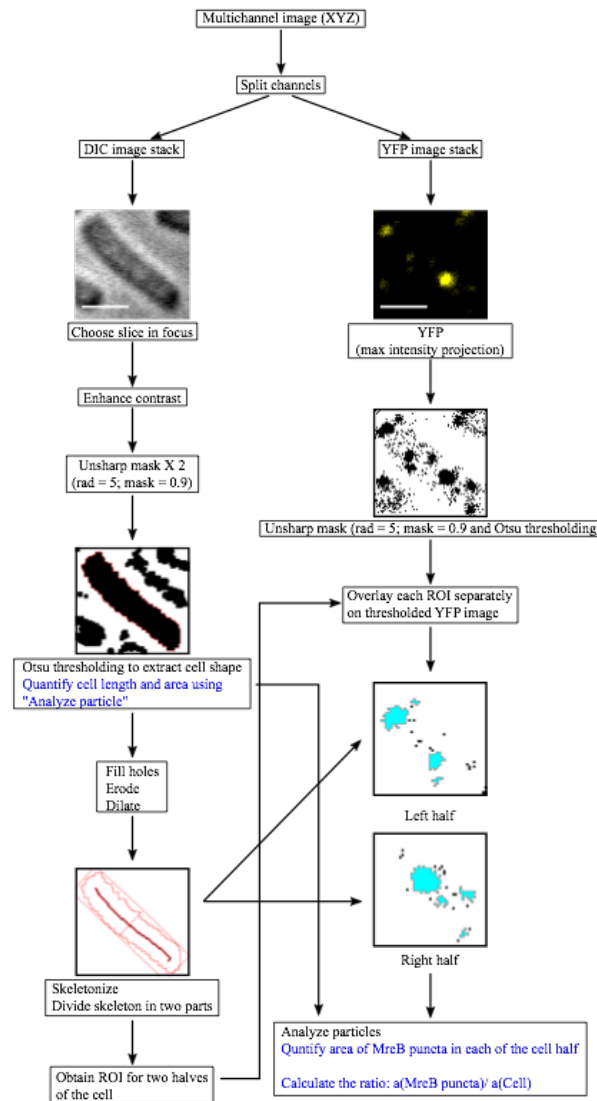 Multichannel image (XYZ)
Split channels
DIC image stack
YFP image stack
Choose slice in focus
YFP
(max intensity projection)
Enhance contrast
Unsharp mask X 2
(rad = 5; mask = 0.9)
Unsharp mask (rad = 5; mask = 0.9 and Otsu thresholding
Overlay each ROI separately
on thresholded YFP image
Otsu thresholding to extract cell shape
Quantify cell length and area using
"Analyze particle"
Fill holes
Erode
Dilate
Left half
Right half
Skeletonize
Divide skeleton in two parts
Obtain ROI for two halves
of the cell
Analyze particles
Quntify area of MreB puncta in each of the cell half
Calculate the ratio: a(MreB puncta)/ a(Cell)